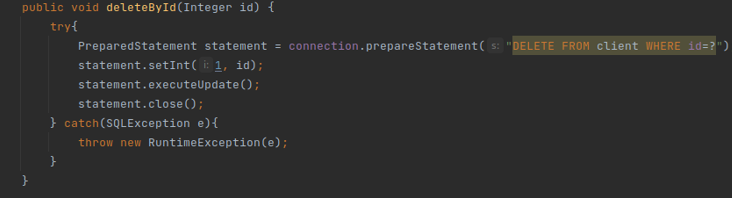 public void deleteById(Integer id) {
    try{
        PreparedStatement statement = connection.prepareStatement( s: "DELETE FROM client WHERE id=?")
        statement.setInt( i: 1, id);
        statement.executeUpdate();
        statement.close();
    } catch(SQLException e){
        throw new RuntimeException(e);
    }
}